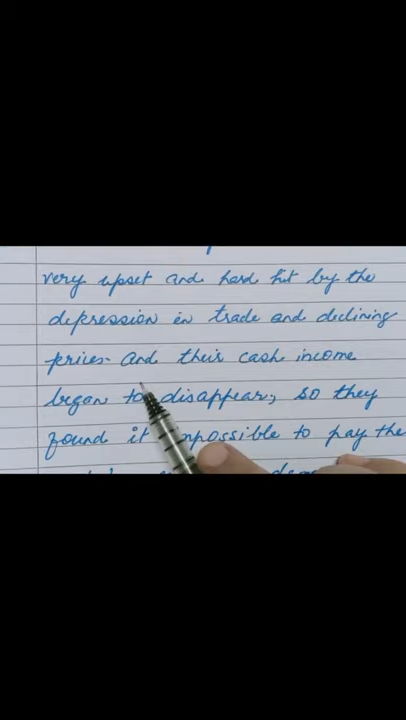 very upset and hard hit by the
depression in trade and declining
prices. and their cash income
began to disappear, so they
found it impossible to pay the